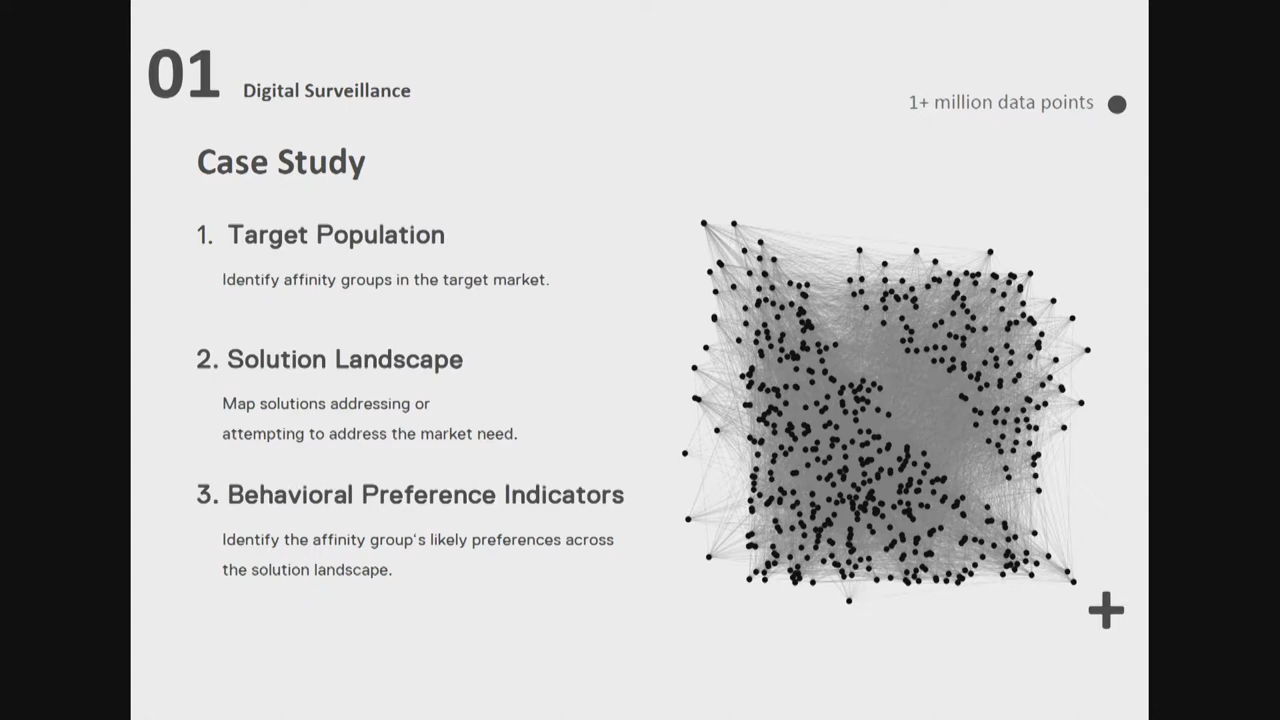 01 Digital Surveillance
1+ million data points
Case Study
1. Target Population
Identify affinity groups in the target market.
2. Solution Landscape
Map solutions addressing or
attempting to address the market need.
3. Behavioral Preference Indicators
Identify the affinity group's likely preferences across
the solution landscape.